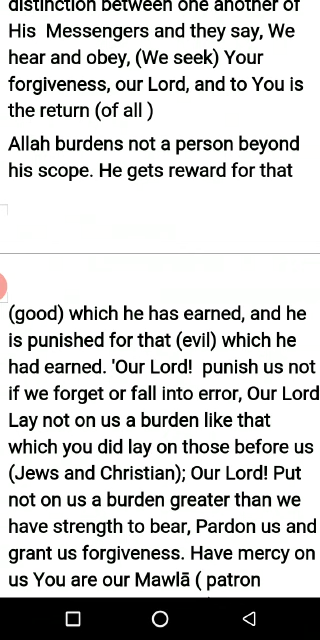 distinction between one another of
His Messengers and they say, We
hear and obey, (We seek) Your
forgiveness, our Lord, and to You is
the return (of all )
Allah burdens not a person beyond
his scope. He gets reward for that
(good) which he has earned, and he
is punished for that (evil) which he
had earned. 'Our Lord! punish us not
if we forget or fall into error, Our Lord
Lay not on us a burden like that
which you did lay on those before us
(Jews and Christian); Our Lord! Put
not on us a burden greater than we
have strength to bear, Pardon us and
grant us forgiveness. Have mercy on
us You are our Mawlā ( patron